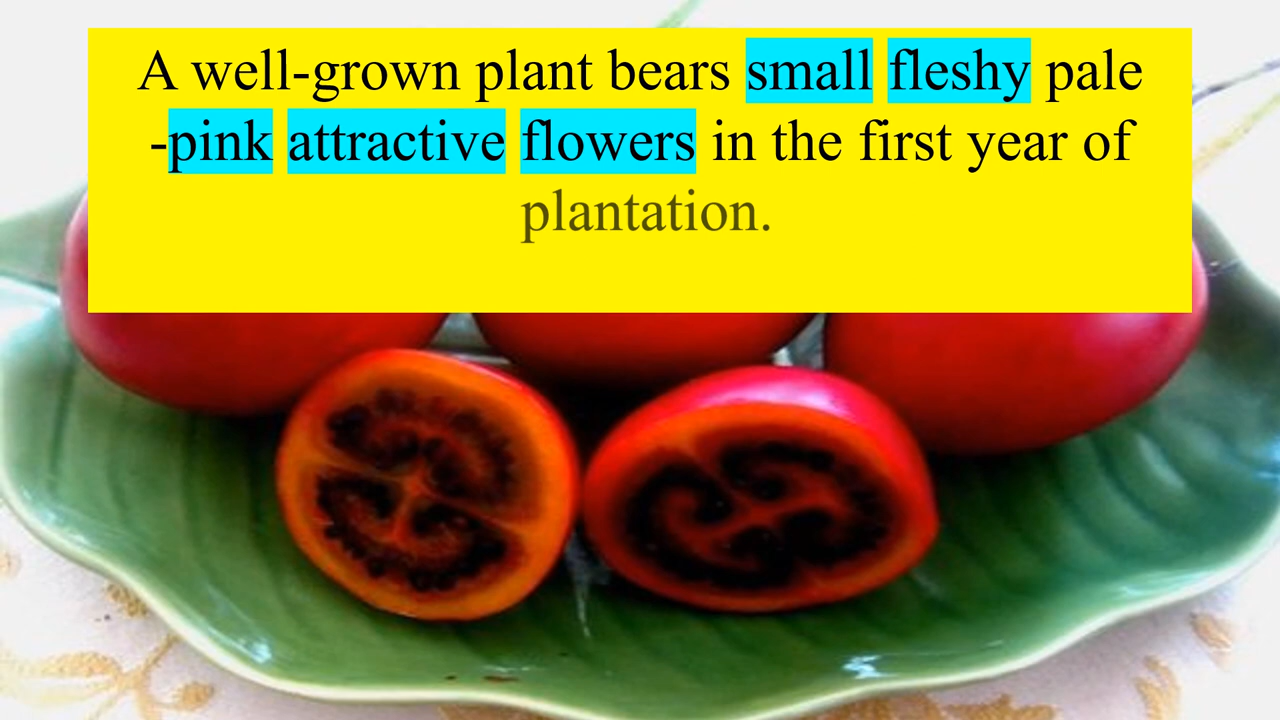 A well-grown plant bears small fleshy pale
-pink attractive flowers in the first year of
plantation.